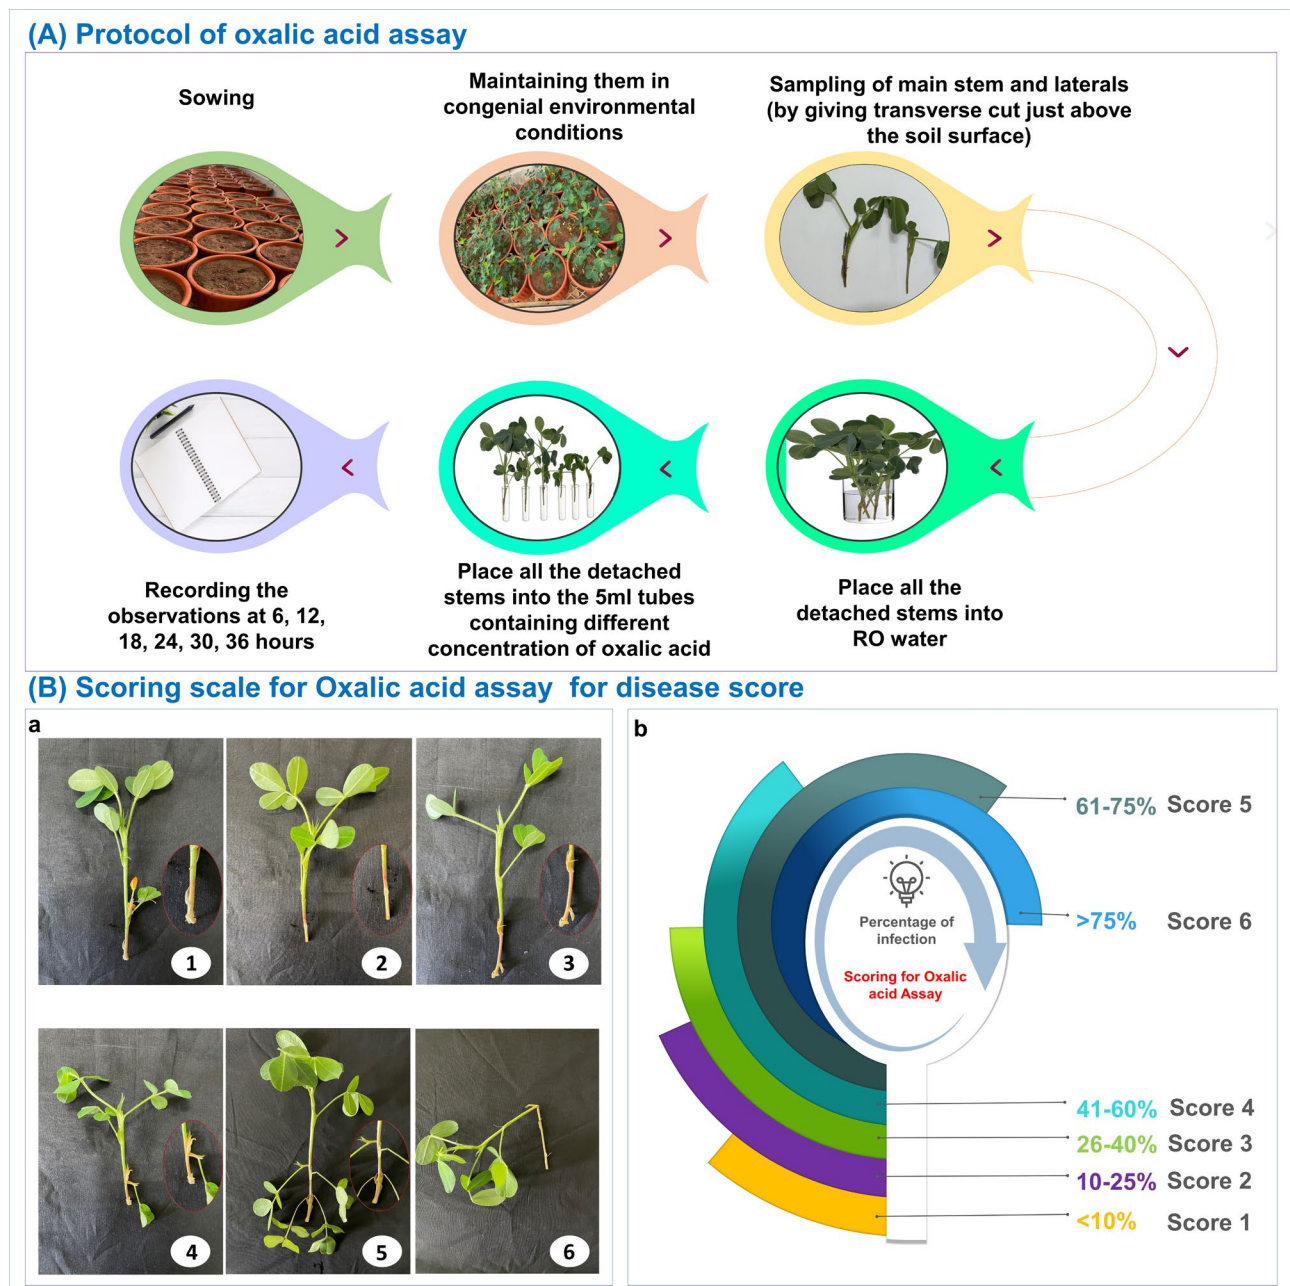 (A) Protocol of oxalic acid assay
Sowing
Maintaining them in
congenial environmental
conditions
Sampling of main stem and laterals
(by giving transverse cut just above
the soil surface)
Recording the
observations at 6, 12,
18, 24, 30, 36 hours
Place all the detached
stems into the 5ml tubes
containing different
concentration of oxalic acid
Place all the
detached stems into
RO water
(B) Scoring scale for Oxalic acid assay for disease score
a
1
2
3
4
5
6
b
61-75% Score 5
>75% Score 6
Percentage of
infection
Scoring for Oxalic
acid Assay
41-60% Score 4
26-40% Score 3
10-25% Score 2
<10% Score 1